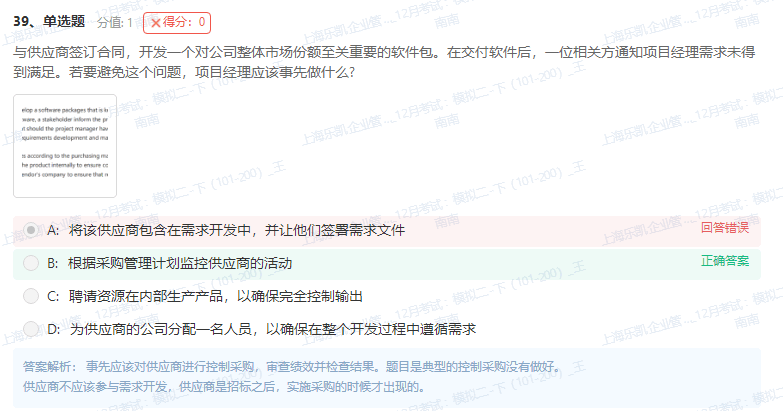 39、单选题 分值: 1 ✖得分：0
与供应商签订合同，开发一个对公司整体市场份额至关重要的软件包。在交付软件后，一位相关方通知项目经理需求未得
到满足。若要避免这个问题，项目经理应该事先做什么?
elop a software packages that is
ware, a stakeholder inform the pr
t should the project manager hav
quirements development and ma
es according to the purchasing m
he product internally to ensure co
endor's company to ensure that
A: 将该供应商包含在需求开发中，并让他们签署需求文件 回答错误
B: 根据采购管理计划监控供应商的活动 正确答案
C: 聘请资源在内部生产产品，以确保完全控制输出
D: 为供应商的公司分配一名人员，以确保在整个开发过程中遵循需求
答案解析： 事先应该对供应商进行控制采购，审查绩效并检查结果。题目是典型的控制采购没有做好。
供应商不应该参与需求开发，供应商是招标之后，实施采购的时候才出现的。
上海乐凯企业管..._12月考试：模拟二-下（101-200）_王
南南